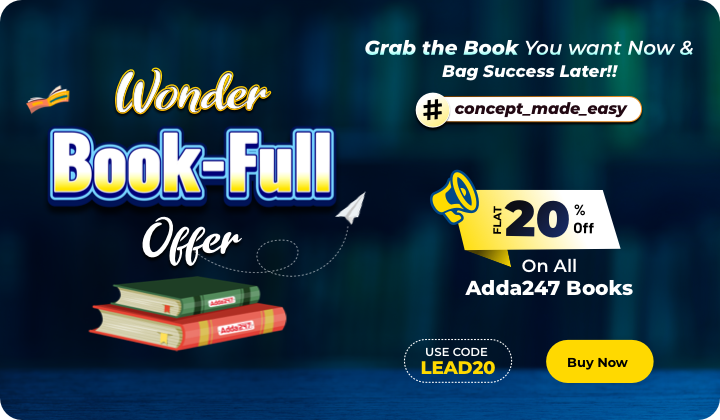 Wonder
Book-Full
Offer
Adda247
Adda247
Grab the Book You want Now &
Bag Success Later!!
# concept_made_easy
FLAT 20 % Off
On All
Adda247 Books
USE CODE
LEAD20
Buy Now